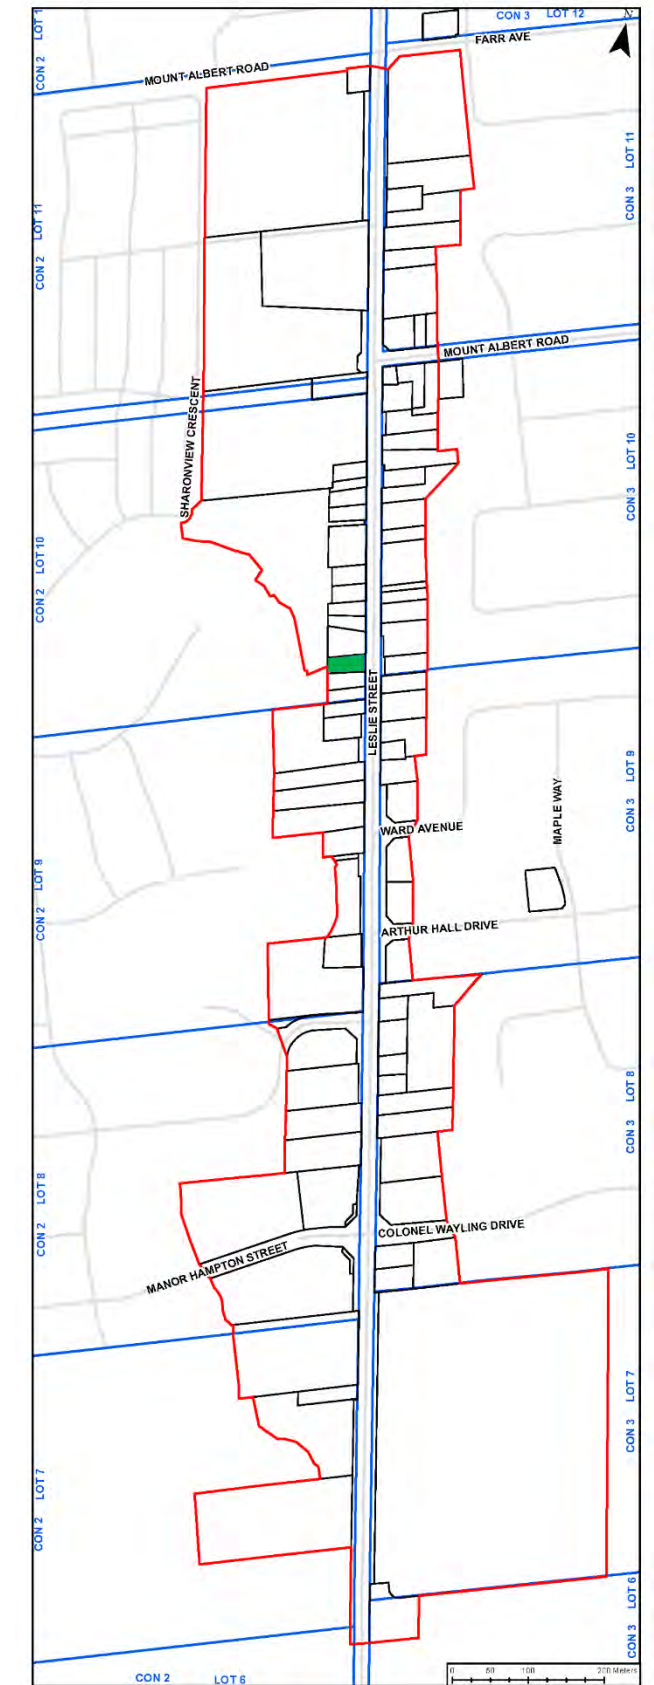 CON 3 LOT 12
N
CON 2 LOT 1
FARR AVE
MOUNT ALBERT ROAD
CON 3 LOT 11
CON 2 LOT 11
MOUNT ALBERT ROAD
SHARONVIEW CRESCENT
CON 3 LOT 10
CON 2 LOT 10
LESLIE STREET
CON 3 LOT 9
MAPLE WAY
WARD AVENUE
CON 2 LOT 9
ARTHUR HALL DRIVE
CON 3 LOT 8
CON 2 LOT 8
COLONEL WAYLING DRIVE
MANOR HAMPTON STREET
CON 3 LOT 7
CON 2 LOT 7
CON 3 LOT 6
CON 2 LOT 6
0 50 100 200 Meters